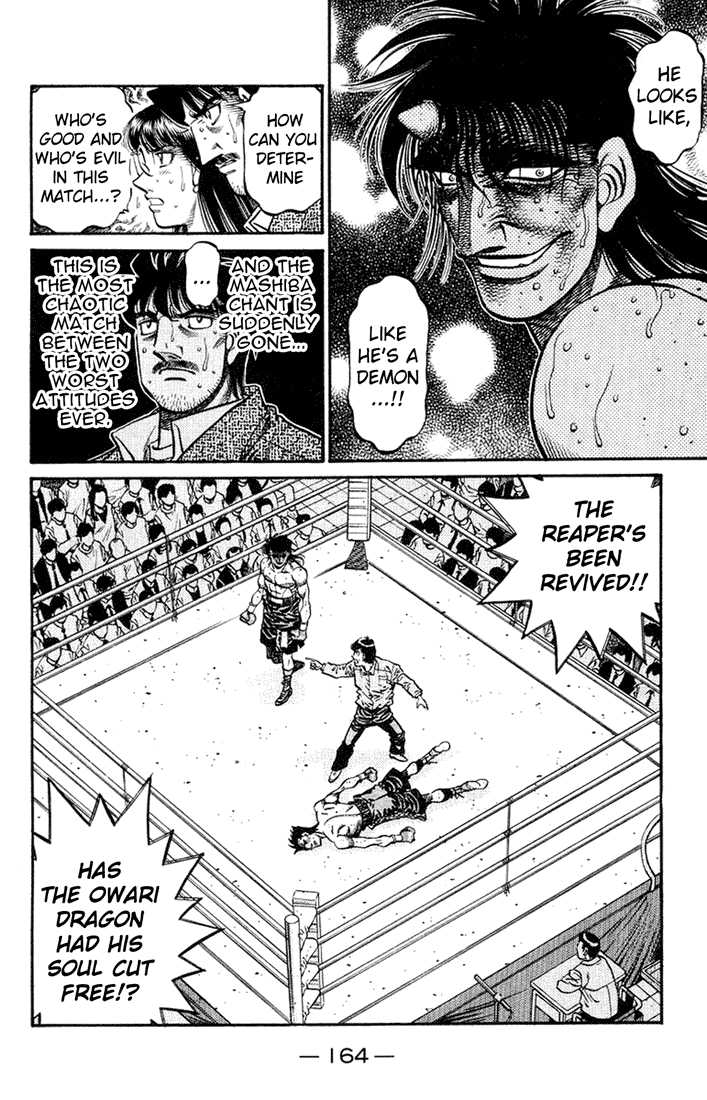 HE
LOOKS
LIKE,
LIKE
HE'S A
DEMON
...!!
HOW
CAN YOU
DETER-
MINE
WHO'S
GOOD AND
WHO'S EVIL
IN THIS
MATCH...?
AND THE
MASHIBA
CHANT IS
SUDDENLY
GONE...
...
THIS IS
THE MOST
CHAOTIC
MATCH
BETWEEN
THE TWO
WORST
ATTITUDES
EVER.
THE
REAPER'S
BEEN
REVIVED!!
HAS
THE OWARI
DRAGON
HAD HIS
SOUL CUT
FREE!?
— 164 —